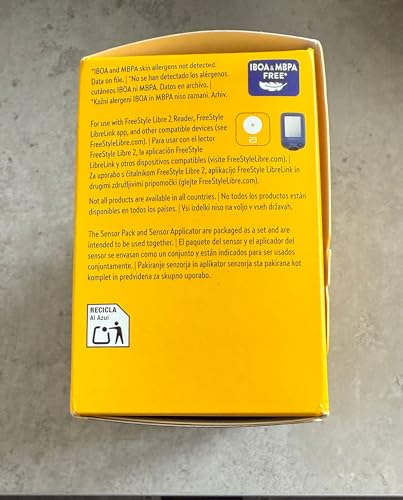 *IBOA and MBPA skin allergens not detected.
Data on file. | *No se han detectado los alérgenos
cutáneos IBOA ni MBPA. Datos en archivo. |
*Kožni alergeni IBOA in MBPA niso zaznani. Arhiv.
IBOA & MBPA
FREE*
For use with FreeStyle Libre 2 Reader, FreeStyle
LibreLink app, and other compatible devices (see
FreeStyleLibre.com). | Para usar con el lector
FreeStyle Libre 2, la aplicación FreeStyle
LibreLink y otros dispositivos compatibles (visite FreeStyleLibre.com). |
Za uporabo s čitalnikom FreeStyle Libre 2, aplikacijo FreeStyle LibreLink in
drugimi združljivimi pripomočki (glejte FreeStyleLibre.com).
Not all products are available in all countries. | No todos los productos están
disponibles en todos los países. | Vsi izdelki niso na voljo v vseh državah.
The Sensor Pack and Sensor Applicator are packaged as a set and are
intended to be used together. | El paquete del sensor y el aplicador del
sensor se envasan como un conjunto y están indicados para ser usados
conjuntamente. | Pakiranje senzorja in aplikator senzorja sta pakirana kot
komplet in predvidena za skupno uporabo.
RECICLA
Al Azul